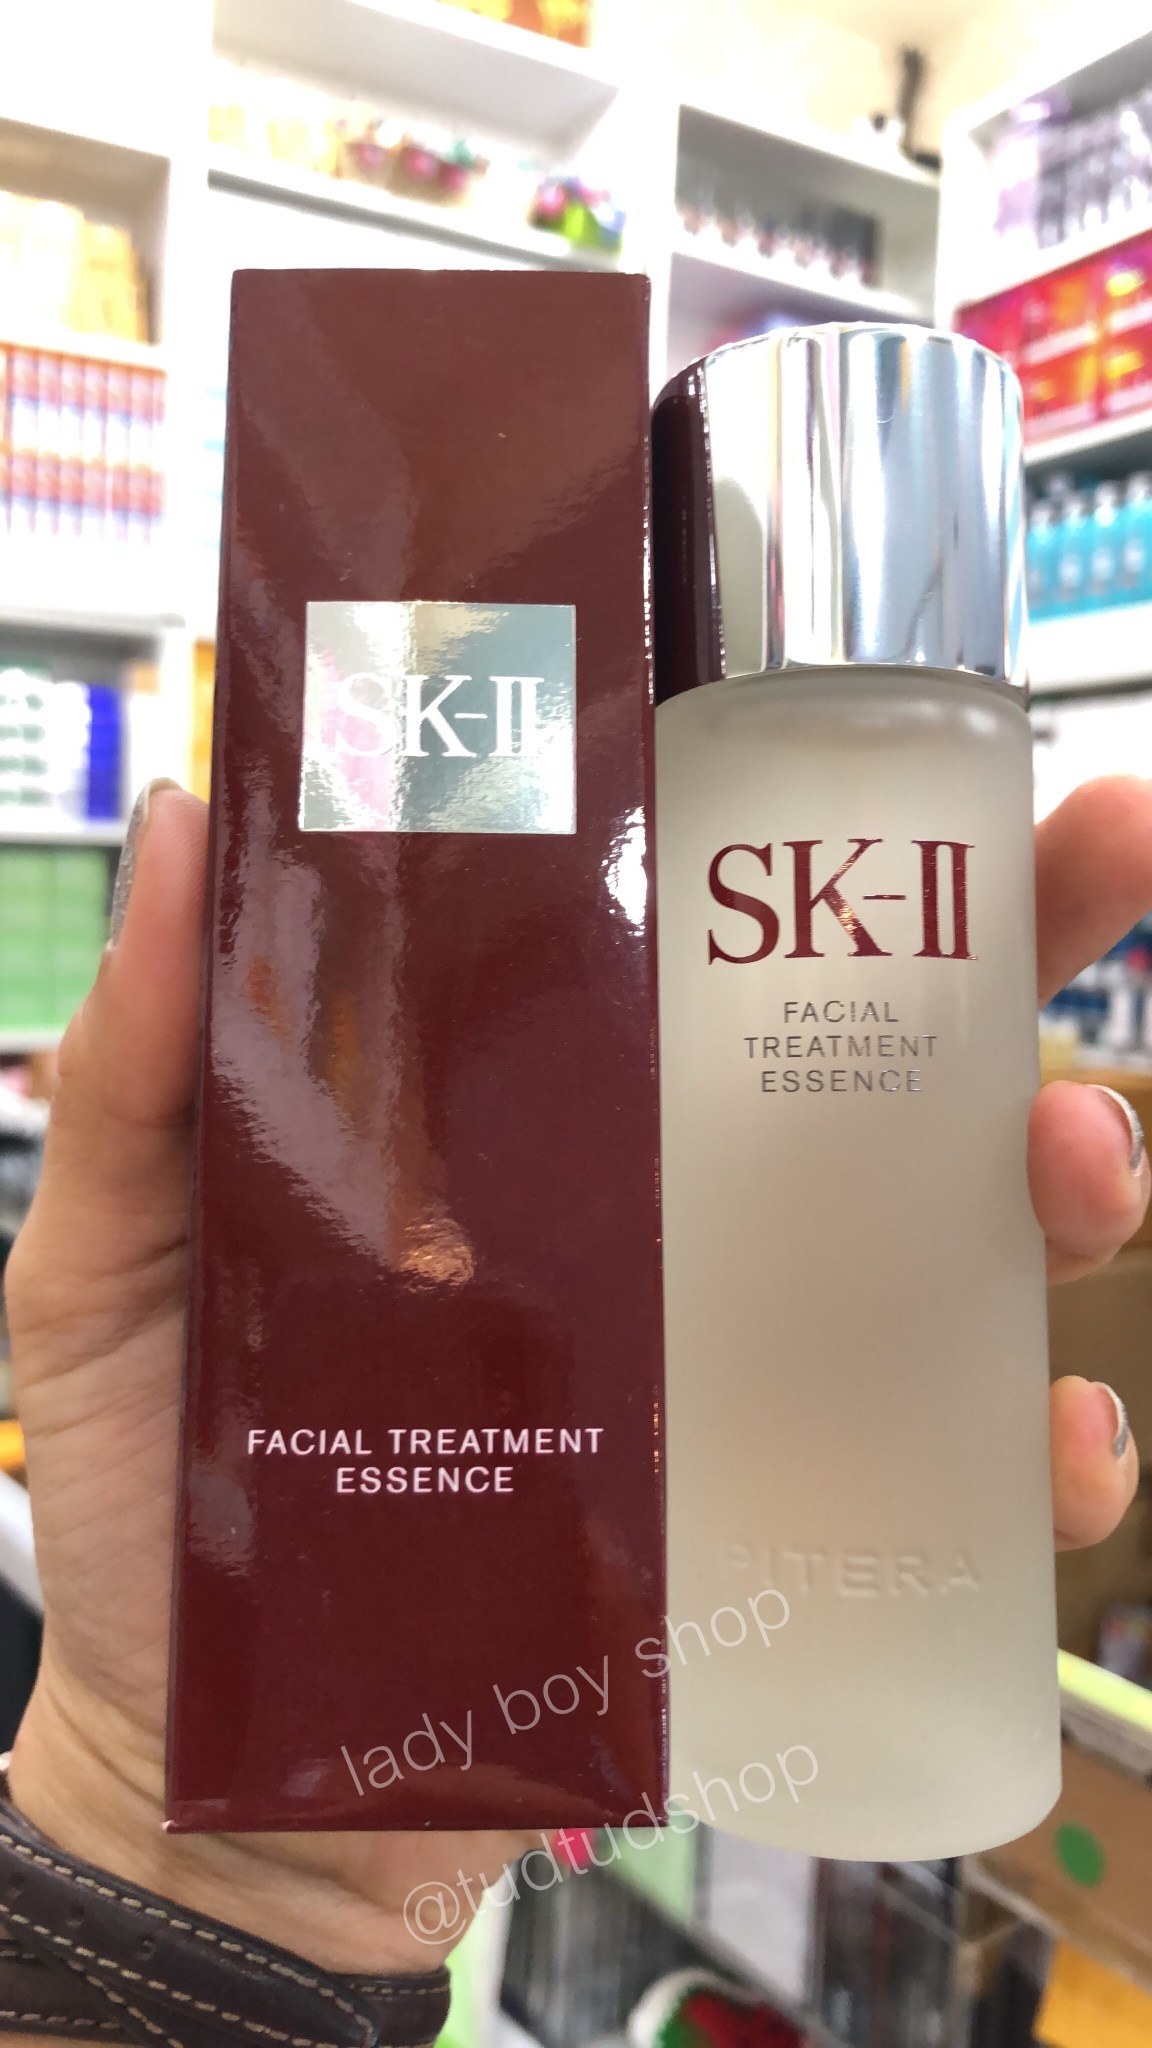 SK-II
FACIAL TREATMENT
ESSENCE
SK-II
FACIAL
TREATMENT
ESSENCE
PITERA
lady boy shop
@tudtudshop